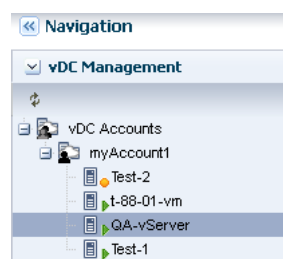 Navigation
vDC Management
vDC Accounts
myAccount1
Test-2
t-88-01-vm
QA-vServer
Test-1